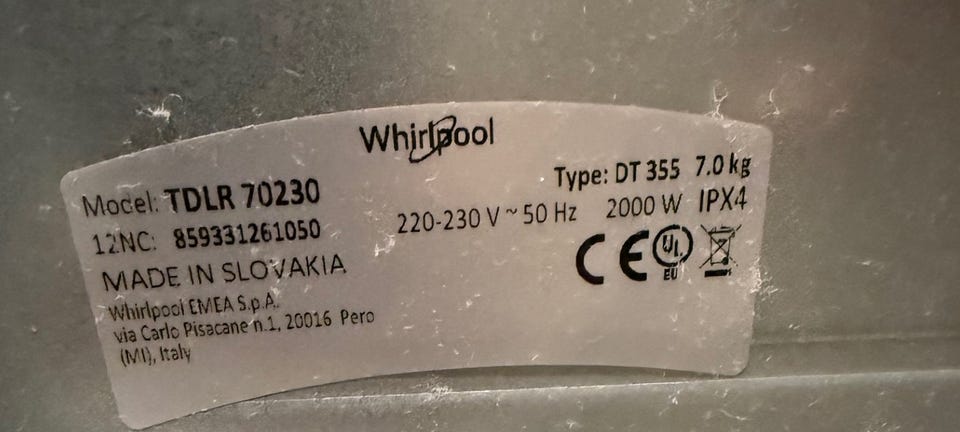 Whirlpool
Model: TDLR 70230
Type: DT 355 7.0 kg
12NC: 859331261050
220-230 V ~ 50 Hz 2000 W IPX4
MADE IN SLOVAKIA
CE UL EU
Whirlpool EMEA S.p.A.
via Carlo Pisacane n.1, 20016 Pero
(MI), Italy